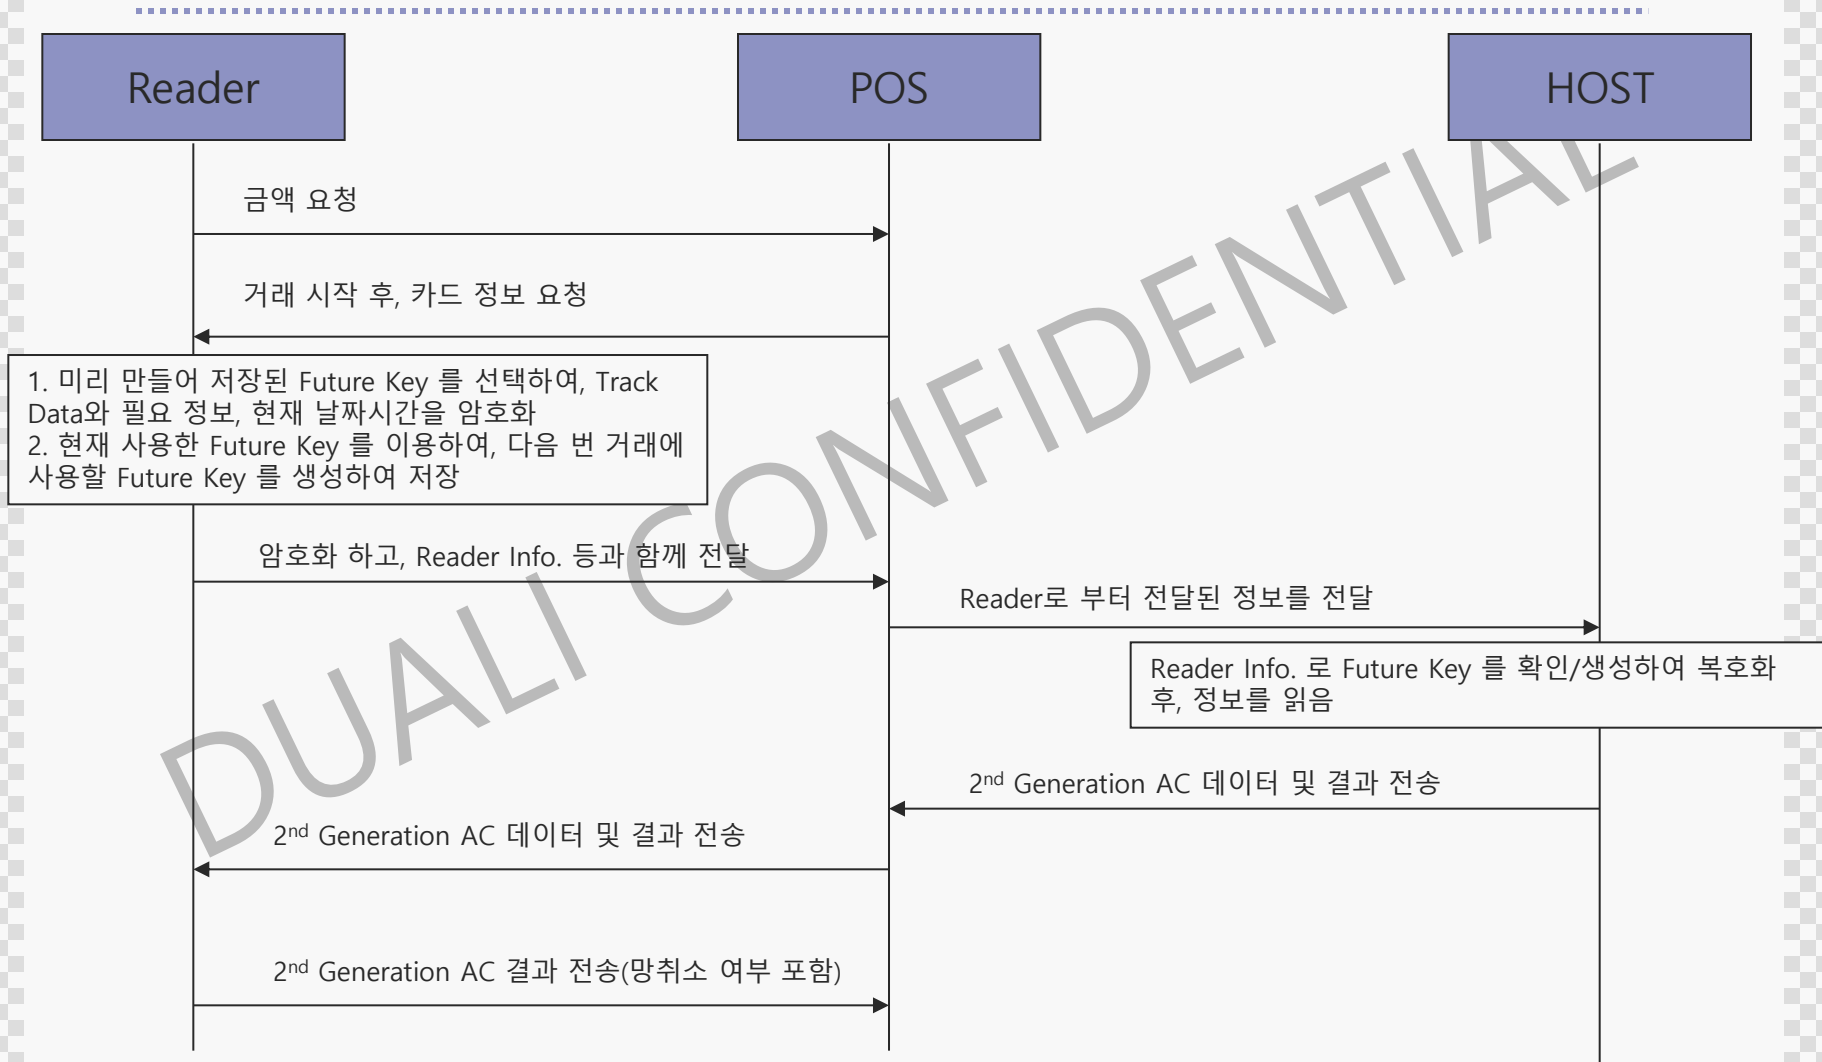 Reader
POS
HOST
금액 요청
거래 시작 후, 카드 정보 요청
1. 미리 만들어 저장된 Future Key 를 선택하여, Track
Data와 필요 정보, 현재 날짜시간을 암호화
2. 현재 사용한 Future Key 를 이용하여, 다음 번 거래에
사용할 Future Key 를 생성하여 저장
암호화 하고, Reader Info. 등과 함께 전달
Reader로 부터 전달된 정보를 전달
Reader Info. 로 Future Key 를 확인/생성하여 복호화
후, 정보를 읽음
2nd Generation AC 데이터 및 결과 전송
2nd Generation AC 데이터 및 결과 전송
2nd Generation AC 결과 전송(망취소 여부 포함)
DUALI CONFIDENTIAL